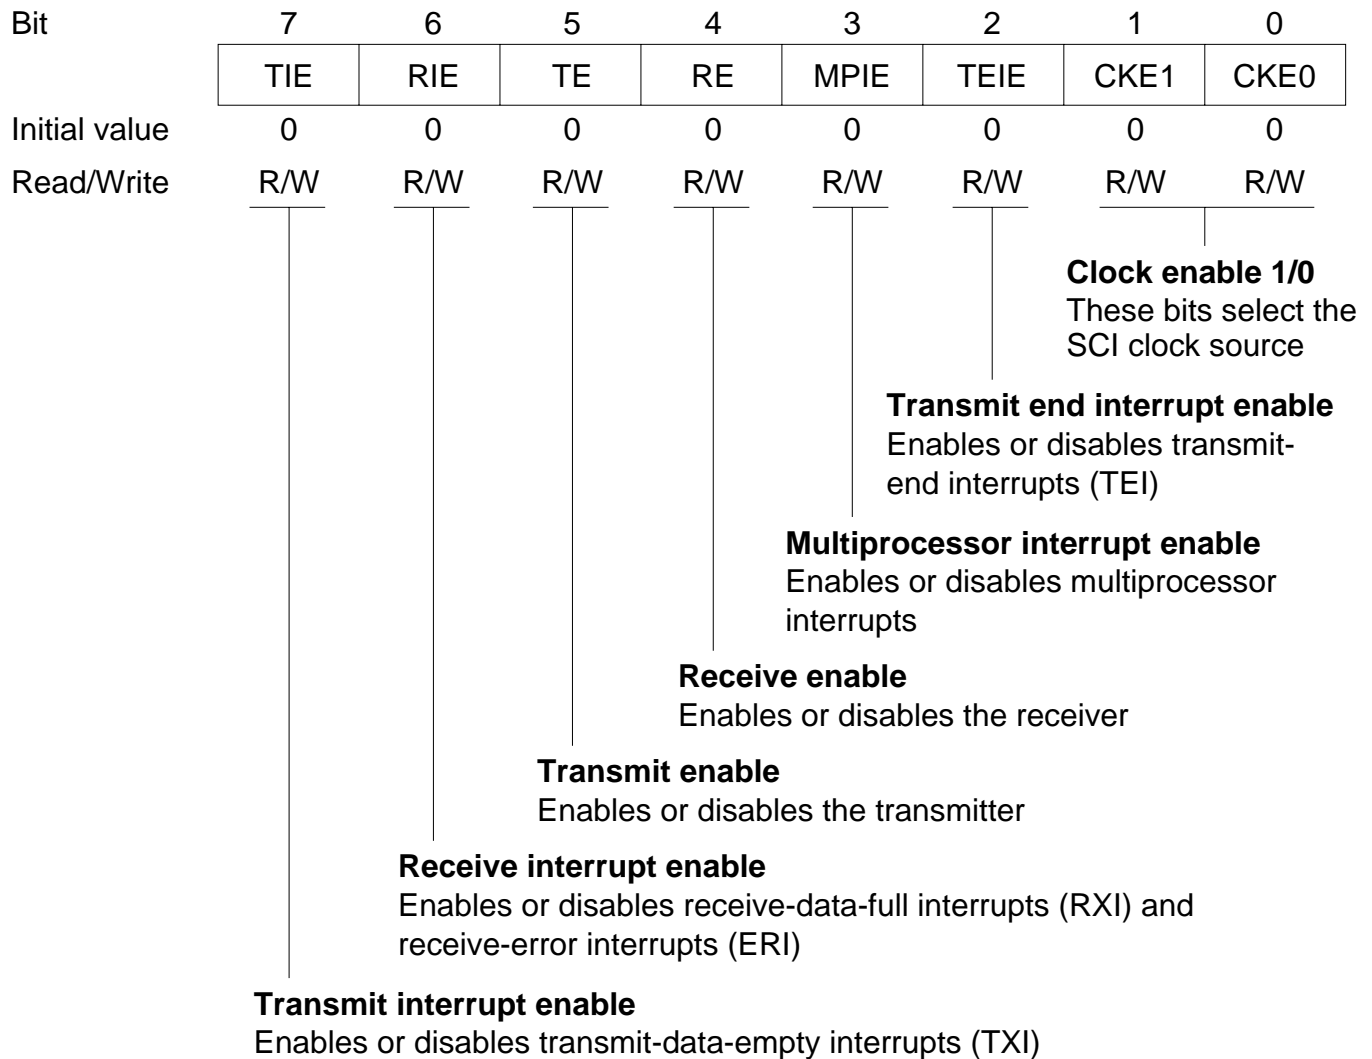 Bit 7 6 5 4 3 2 1 0
TIE RIE TE RE MPIE TEIE CKE1 CKE0
Initial value 0 0 0 0 0 0 0 0
Read/Write R/W R/W R/W R/W R/W R/W R/W R/W
Clock enable 1/0
These bits select the
SCI clock source
Transmit end interrupt enable
Enables or disables transmit-
end interrupts (TEI)
Multiprocessor interrupt enable
Enables or disables multiprocessor
interrupts
Receive enable
Enables or disables the receiver
Transmit enable
Enables or disables the transmitter
Receive interrupt enable
Enables or disables receive-data-full interrupts (RXI) and
receive-error interrupts (ERI)
Transmit interrupt enable
Enables or disables transmit-data-empty interrupts (TXI)